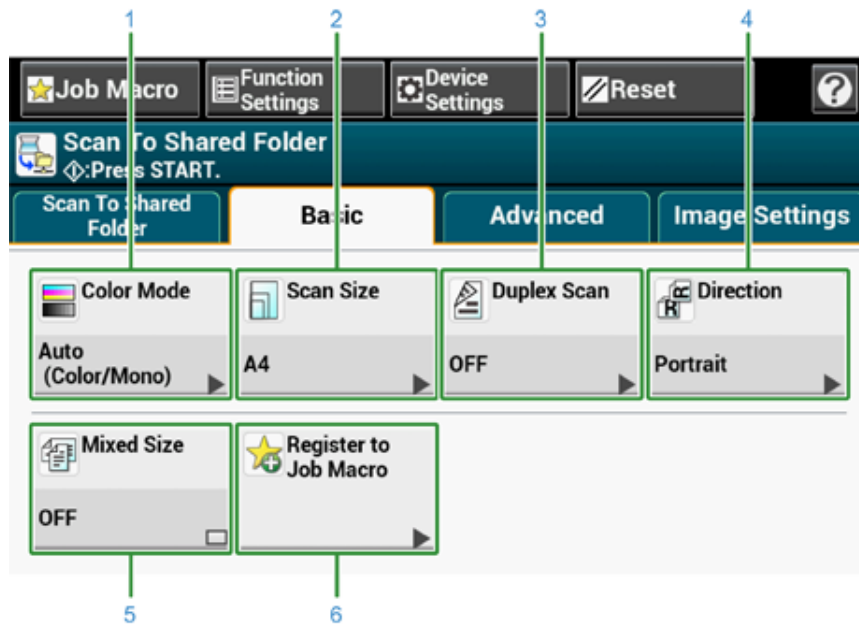 1 2 3 4
Job Macro
Function
Settings
Device
Settings
Reset
?
Scan To Shared Folder
:Press START.
Scan To Shared
Folder
Basic
Advanced
Image Settings
Color Mode
Auto
(Color/Mono)
Scan Size
A4
Duplex Scan
OFF
Direction
Portrait
Mixed Size
OFF
Register to
Job Macro
5 6